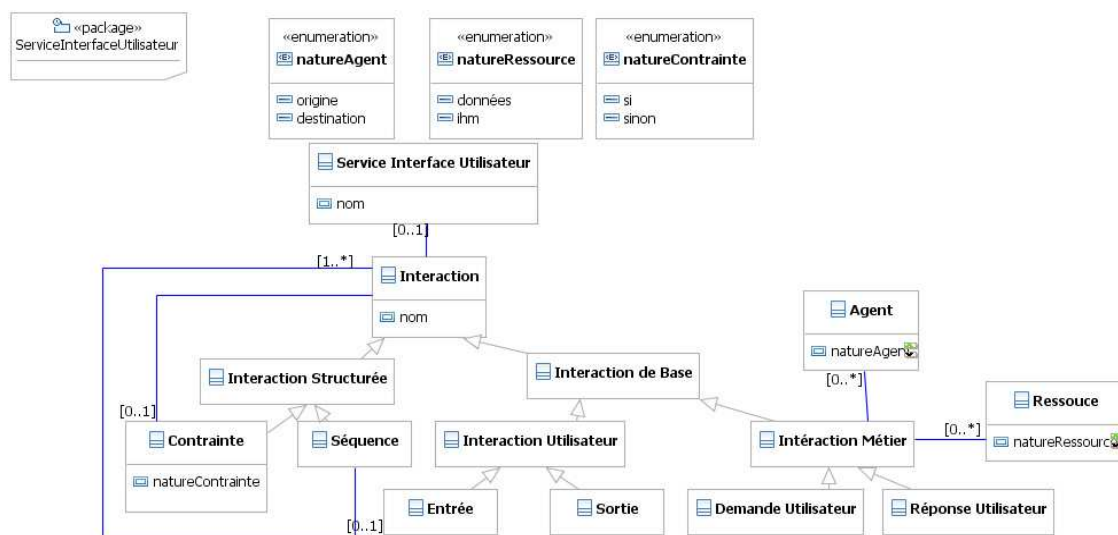 «package»
ServiceInterfaceUtilisateur
«enumeration»
natureAgent
origine
destination
«enumeration»
natureRessource
données
ihm
«enumeration»
natureContrainte
si
sinon
Service Interface Utilisateur
nom
[0..1]
[1..*]
Interaction
nom
Agent
natureAgent
[0..*]
Interaction Structurée
Interaction de Base
Ressouce
natureRessource
[0..*]
[0..1]
Contrainte
natureContrainte
Séquence
Interaction Utilisateur
Intéraction Métier
[0..1]
Entrée
Sortie
Demande Utilisateur
Réponse Utilisateur